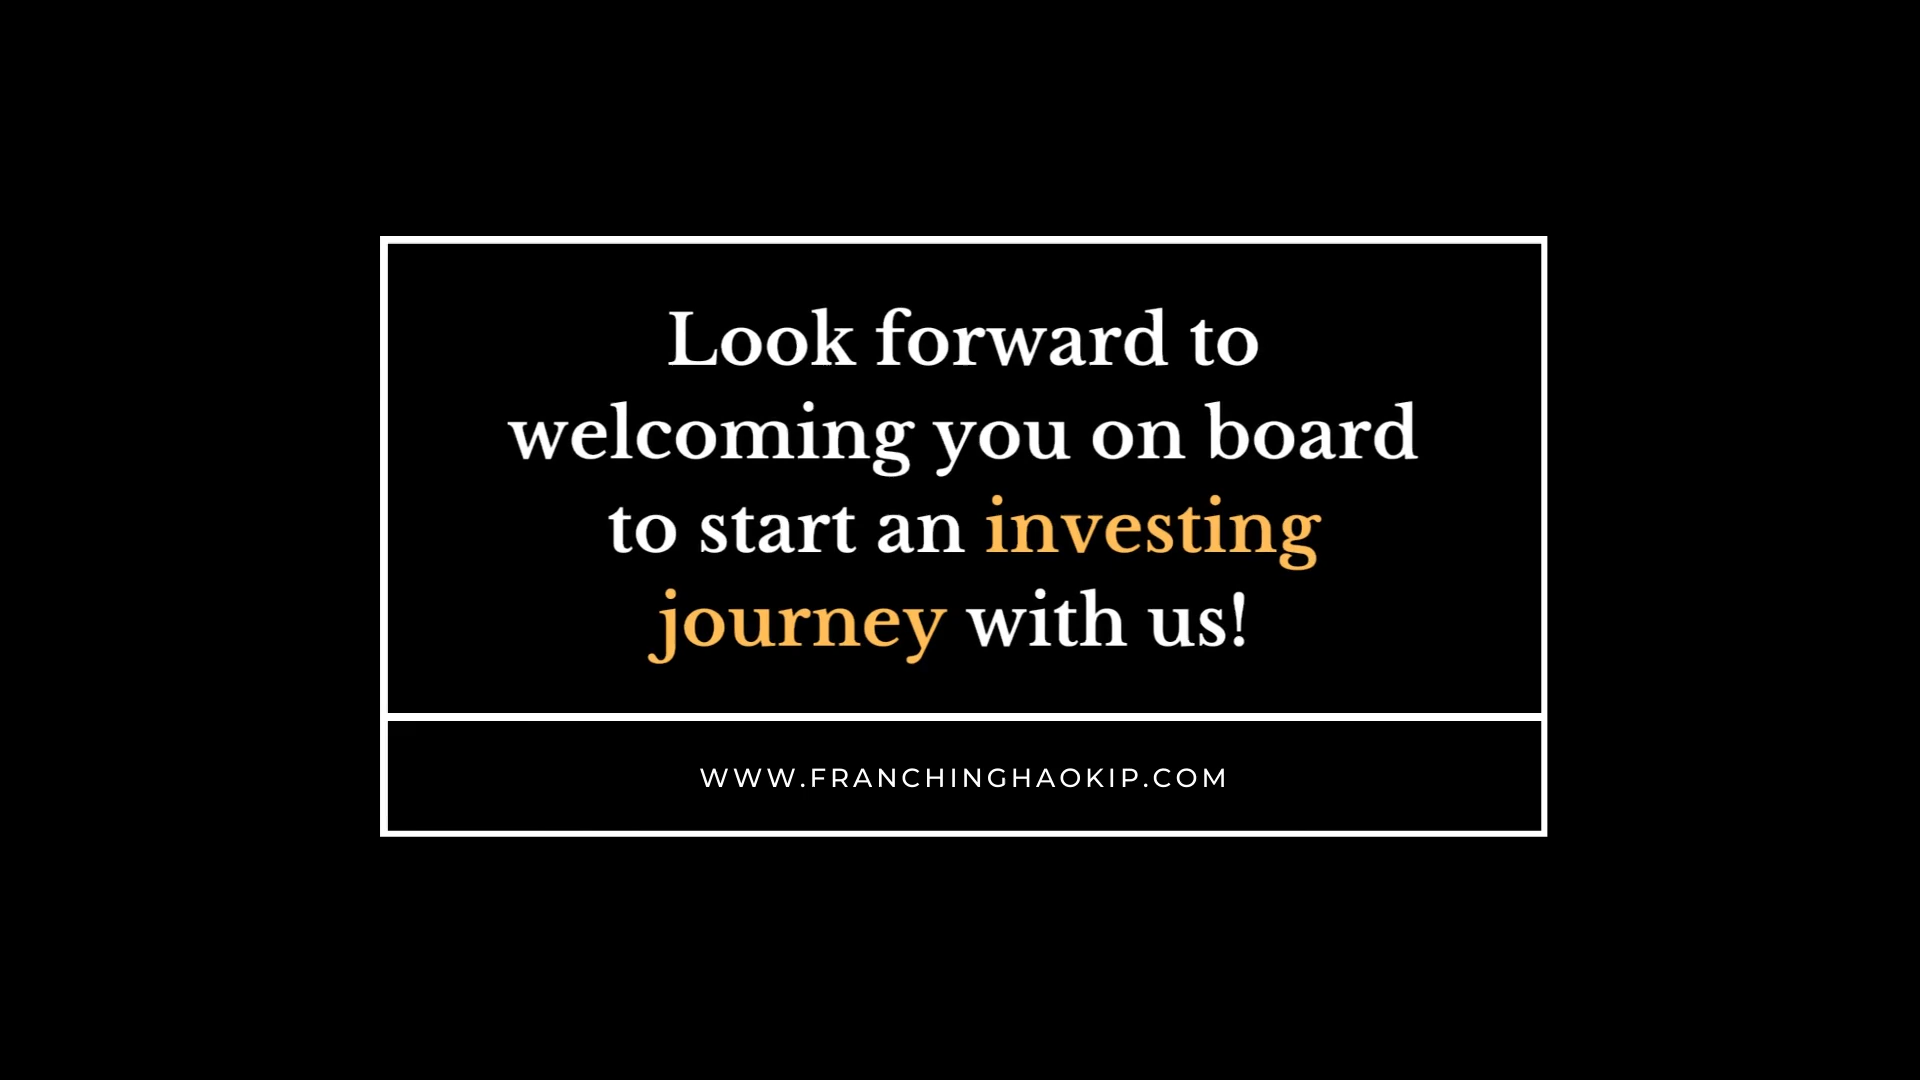 Look forward to
welcoming you on board
to start an investing
journey with us!
WWW.FRANCHINGHAOKIP.COM